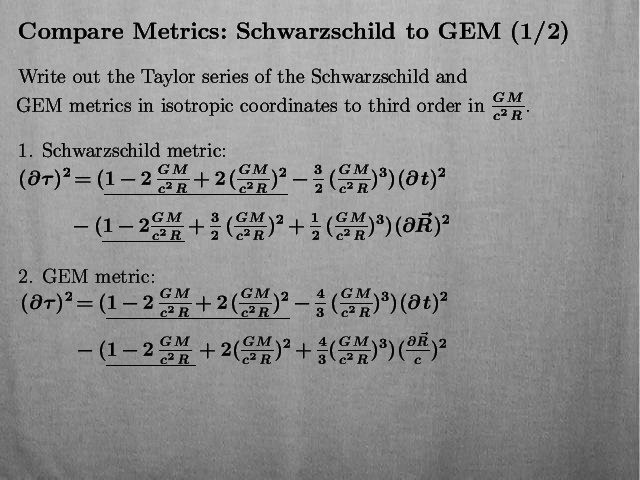 Compare Metrics: Schwarzschild to GEM (1/2)
Write out the Taylor series of the Schwarzschild and
GEM metrics in isotropic coordinates to third order in $\frac{GM}{c^2 R}$.
1. Schwarzschild metric:
$(\partial\tau)^2 = (1 - 2\frac{GM}{c^2 R} + 2(\frac{GM}{c^2 R})^2 - \frac{3}{2}(\frac{GM}{c^2 R})^3)(\partial t)^2$
$- (1 - 2\frac{GM}{c^2 R} + \frac{3}{2}(\frac{GM}{c^2 R})^2 + \frac{1}{2}(\frac{GM}{c^2 R})^3)(\partial\vec{R})^2$
2. GEM metric:
$(\partial\tau)^2 = (1 - 2\frac{GM}{c^2 R} + 2(\frac{GM}{c^2 R})^2 - \frac{4}{3}(\frac{GM}{c^2 R})^3)(\partial t)^2$
$- (1 - 2\frac{GM}{c^2 R} + 2(\frac{GM}{c^2 R})^2 + \frac{4}{3}(\frac{GM}{c^2 R})^3)(\frac{\partial\vec{R}}{c})^2$